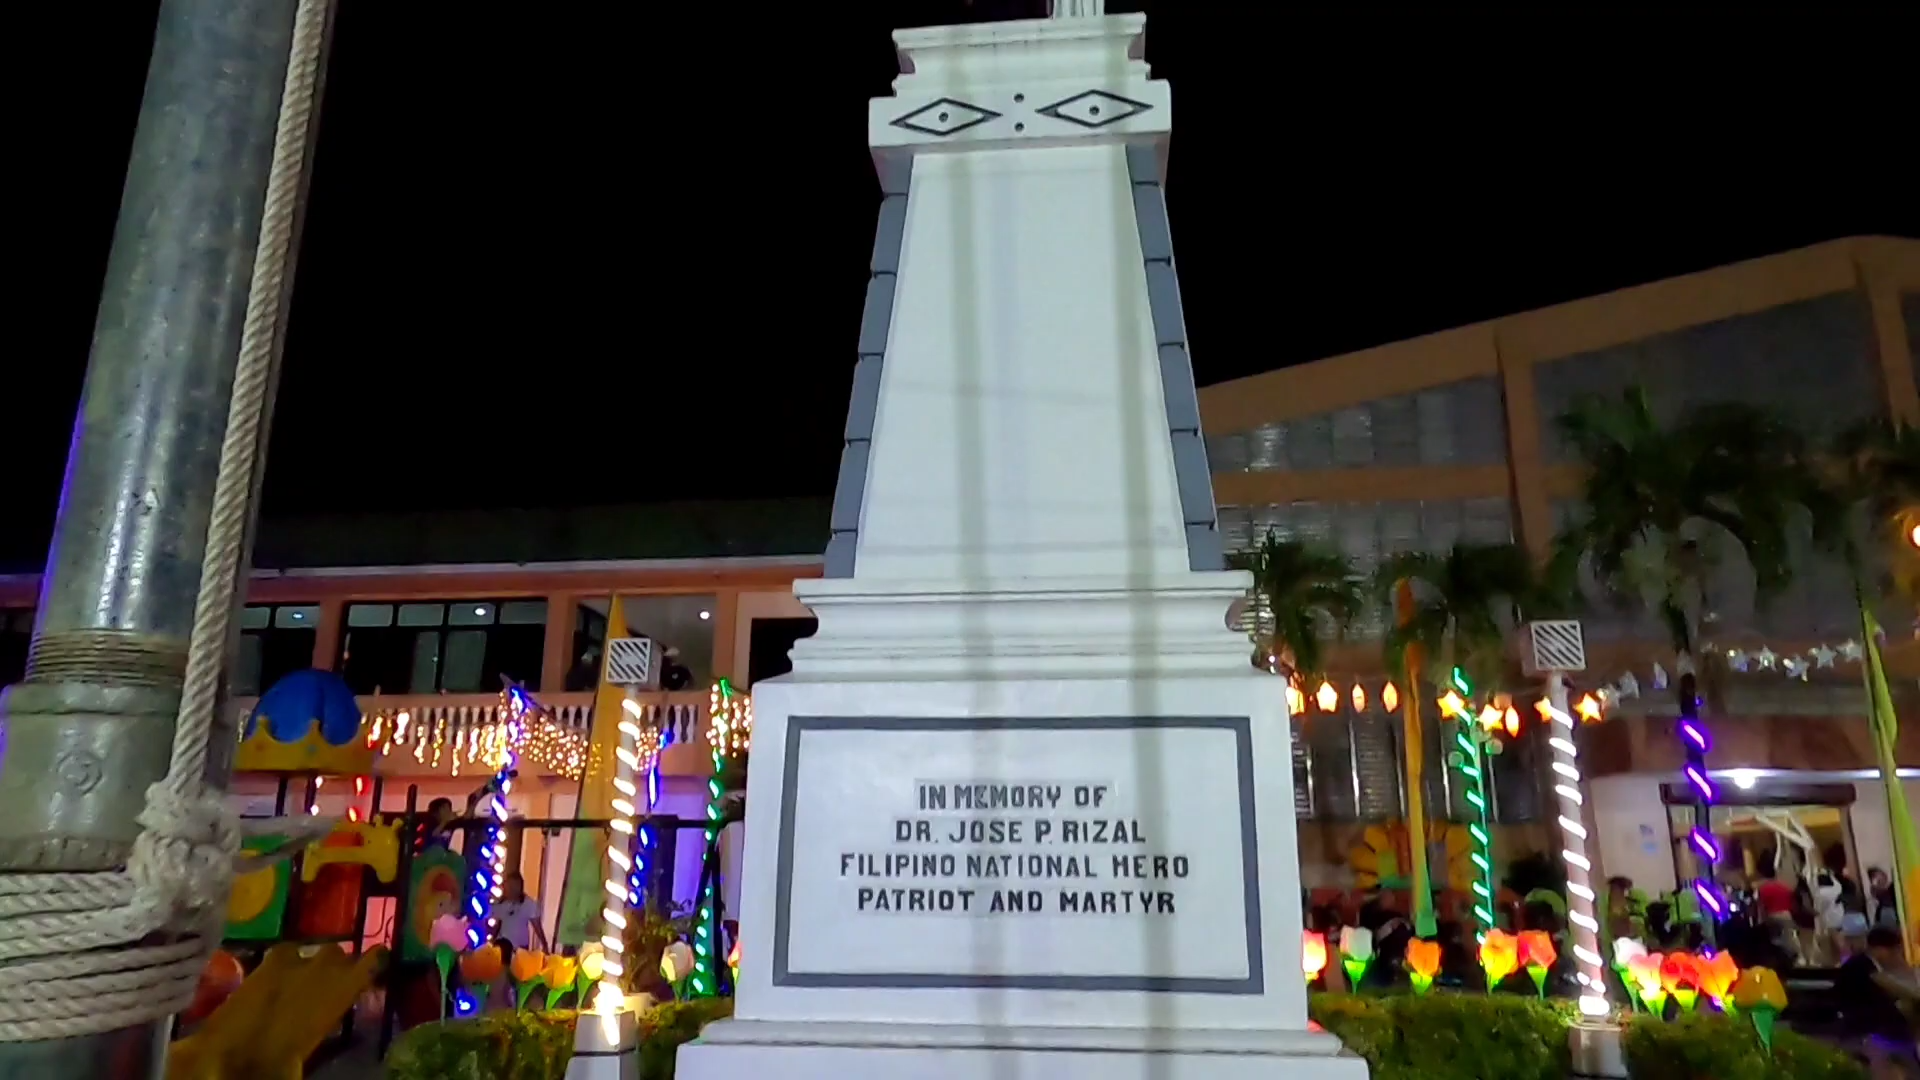 IN MEMORY OF
DR. JOSE P. RIZAL
FILIPINO NATIONAL HERO
PATRIOT AND MARTYR